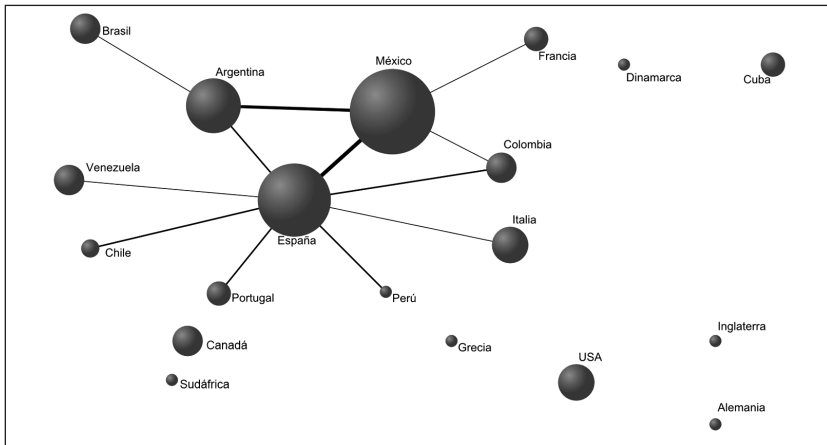 Brasil
México
Francia
Argentina
Dinamarca
Cuba
Colombia
Venezuela
Italia
España
Chile
Portugal
Perú
Inglaterra
Canadá
Grecia
USA
Sudáfrica
Alemania